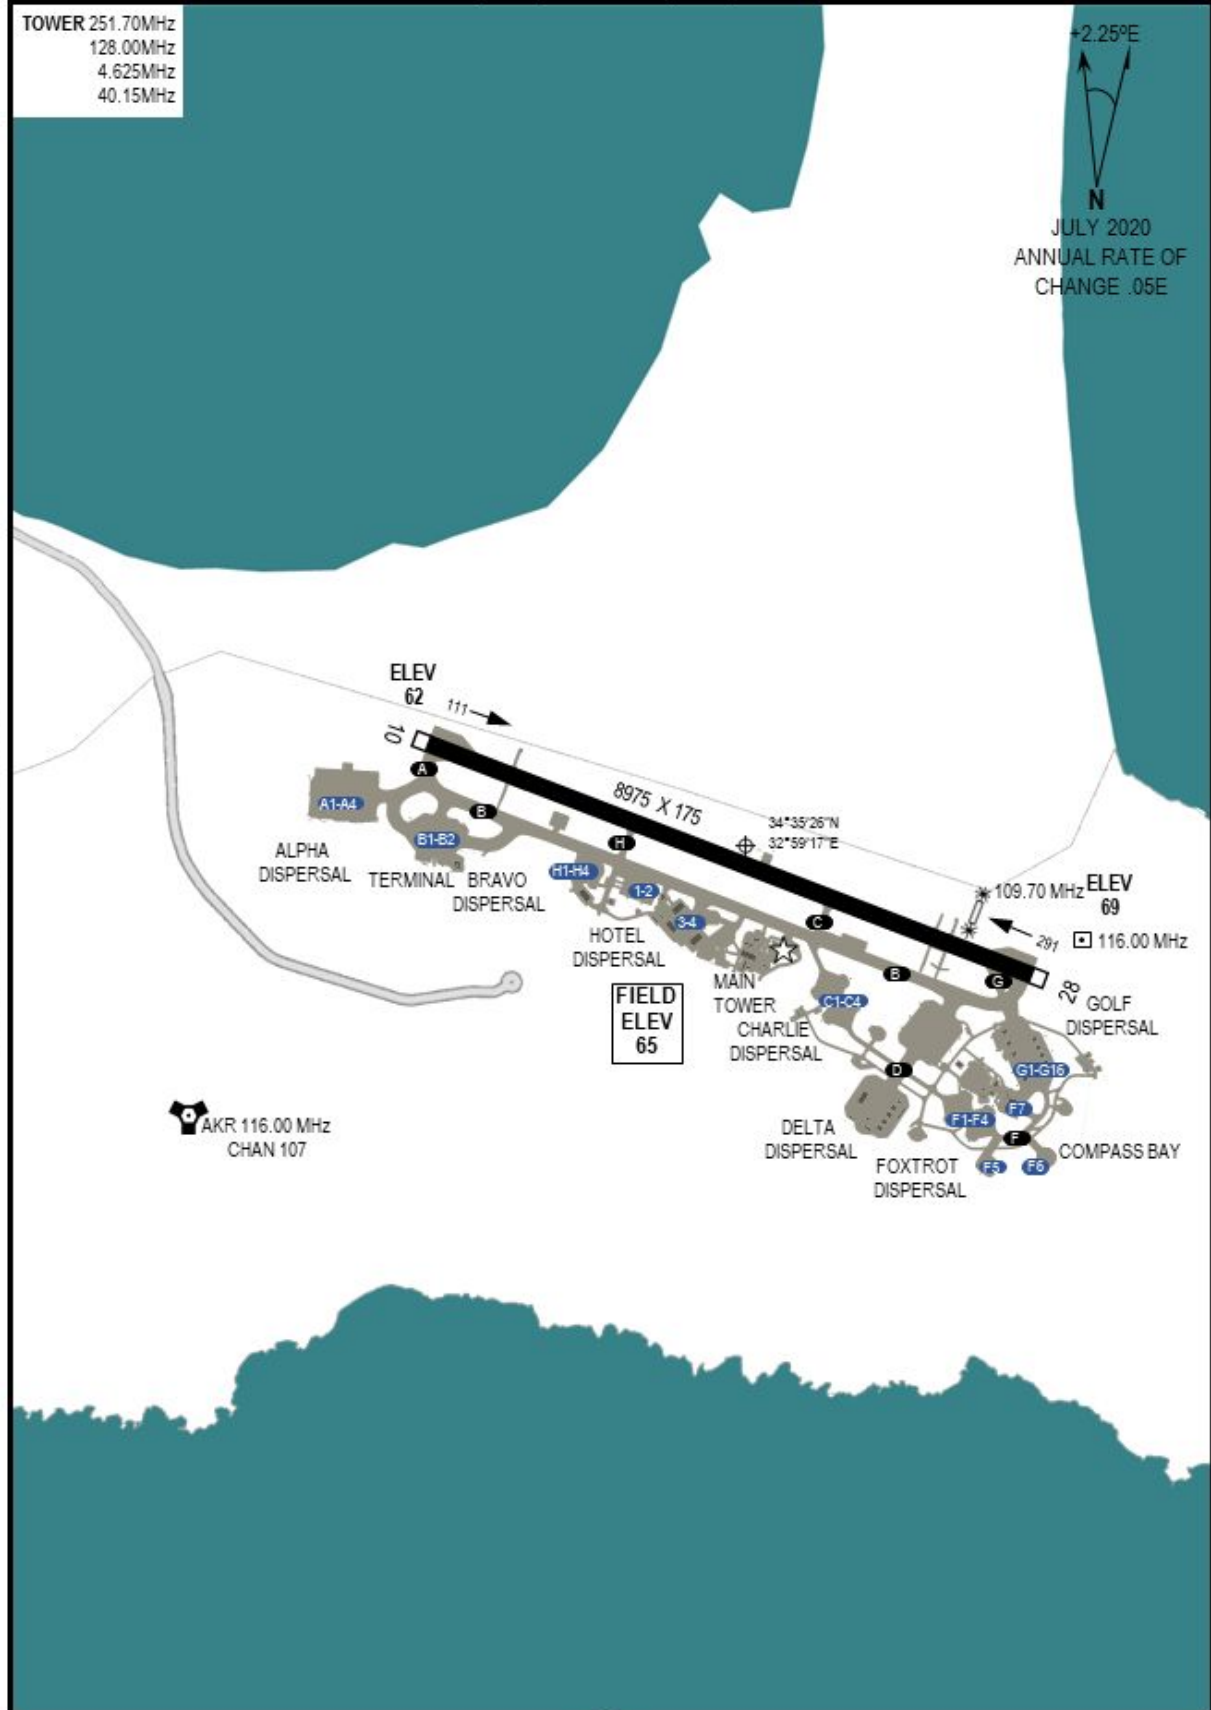 TOWER 251.70MHz
128.00MHz
4.625MHz
40.15MHz
+2.25ºE
N
JULY 2020
ANNUAL RATE OF
CHANGE .05E
ELEV
62
111
10
A
A1-A4
B
B1-B2
8975 X 175
34°35'26"N
32°59'17"E
H
ALPHA
DISPERSAL
TERMINAL
BRAVO
DISPERSAL
H1-H4
1-2
3-4
HOTEL
DISPERSAL
C
109.70 MHz
ELEV
69
291
116.00 MHz
28
FIELD
ELEV
65
MAIN
TOWER
B
G
GOLF
DISPERSAL
C1-C4
CHARLIE
DISPERSAL
D
G1-G16
F7
F1-F4
F
F5
F6
DELTA
DISPERSAL
FOXTROT
DISPERSAL
COMPASS BAY
AKR 116.00 MHz
CHAN 107